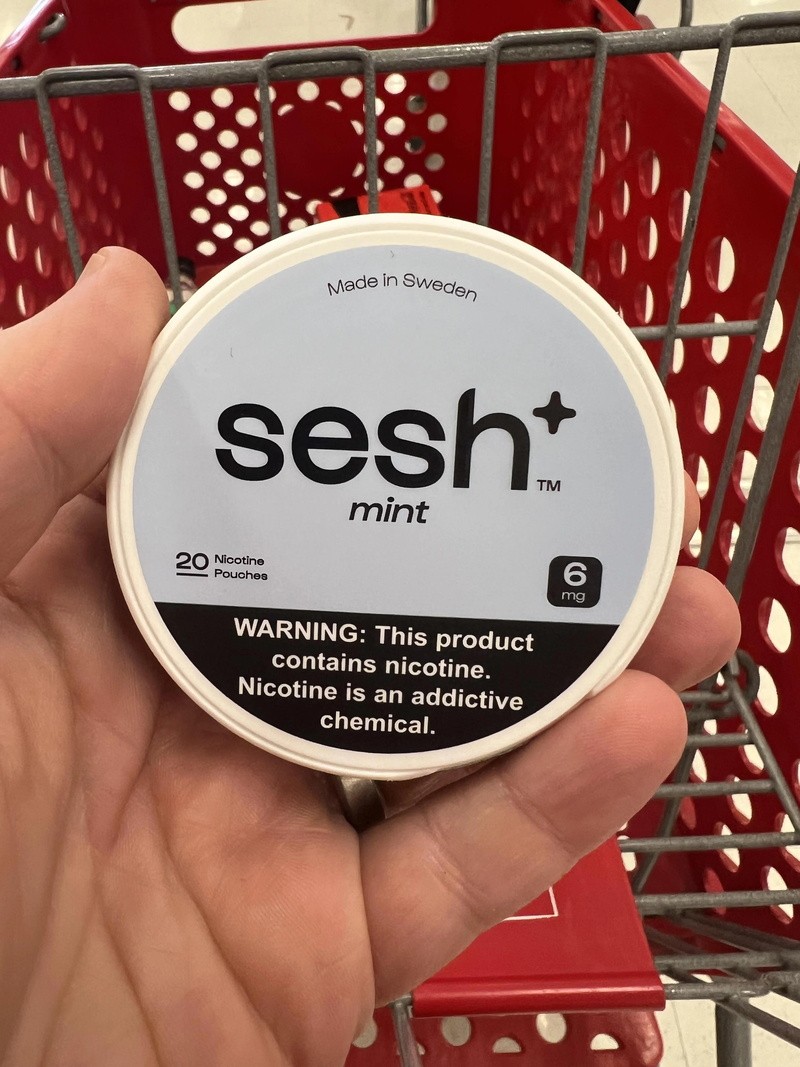 Made in Sweden
sesh+™
mint
20 Nicotine
Pouches
6
mg
WARNING: This product
contains nicotine.
Nicotine is an addictive
chemical.